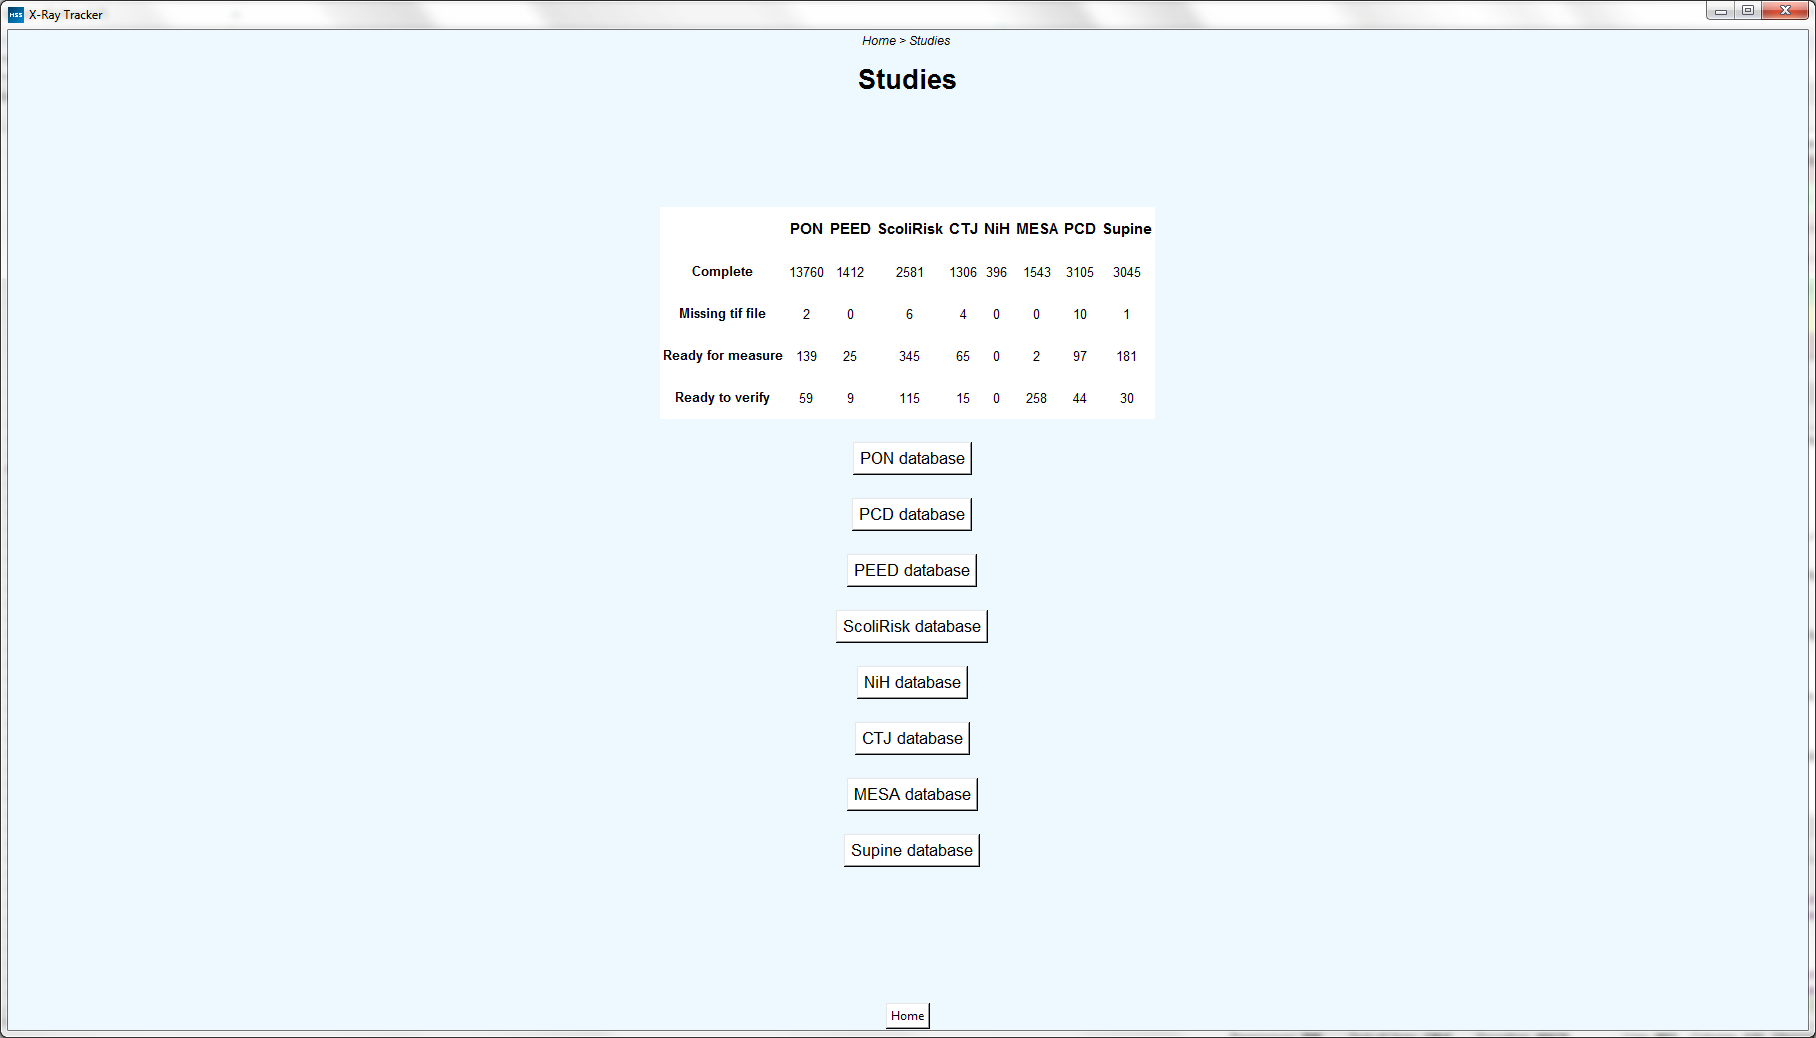 HSS X-Ray Tracker
Home > Studies
Studies
PON PEED ScoliRisk CTJ NiH MESA PCD Supine
Complete 13760 1412 2581 1306 396 1543 3105 3045
Missing tif file 2 0 6 4 0 0 10 1
Ready for measure 139 25 345 65 0 2 97 181
Ready to verify 59 9 115 15 0 258 44 30
PON database
PCD database
PEED database
ScoliRisk database
NiH database
CTJ database
MESA database
Supine database
Home